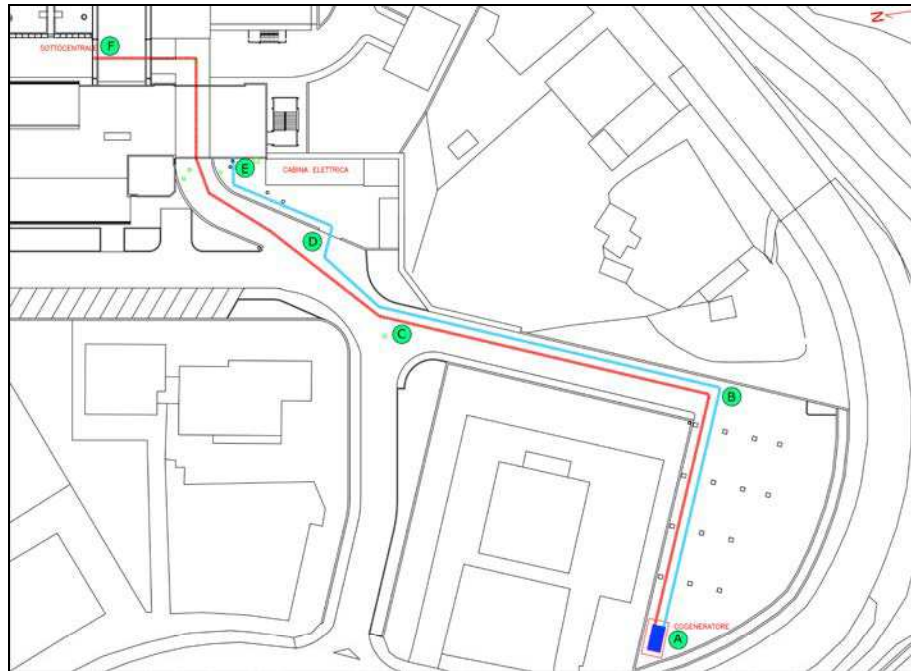 N
F
SOTTOCENTRALE
E
CABINA ELETTRICA
D
C
B
COGENERATORE
A